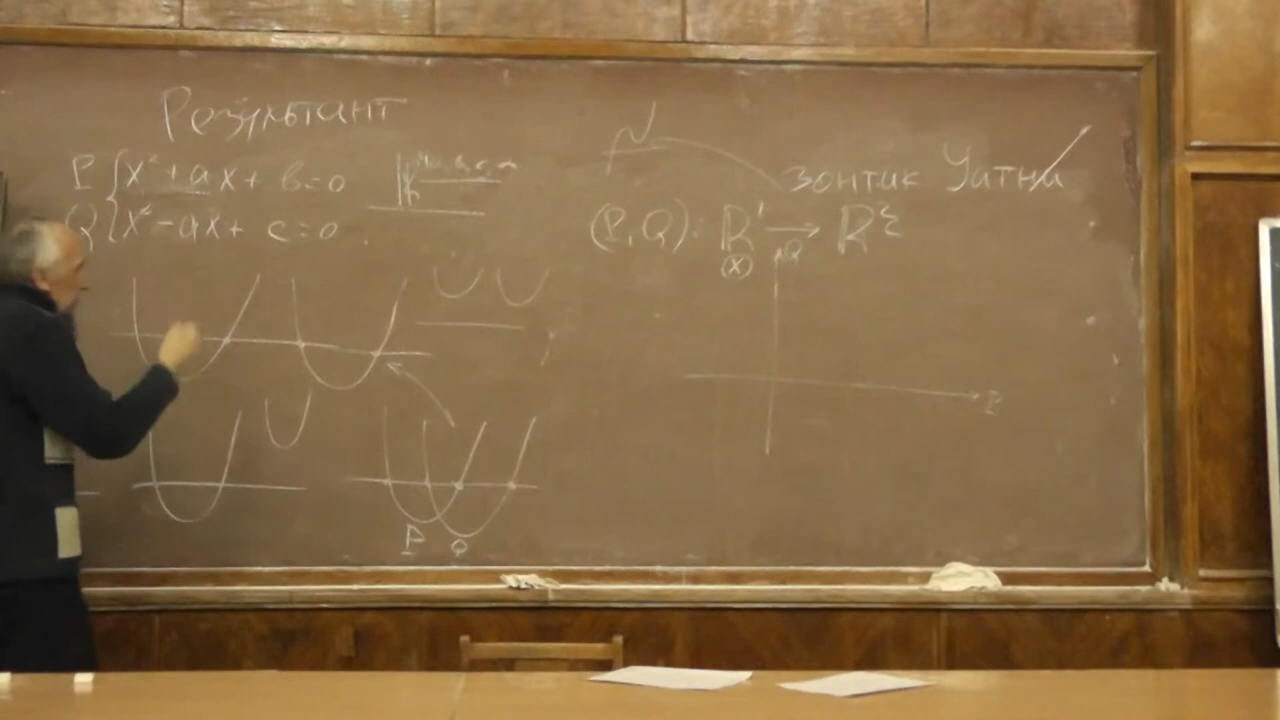 Результант
P { x² + ax + b = 0
Q { x² - ax + c = 0
зонтик Уитни
(P, Q): ℝ¹ → ℝ²
(x)
Q
P
P Q